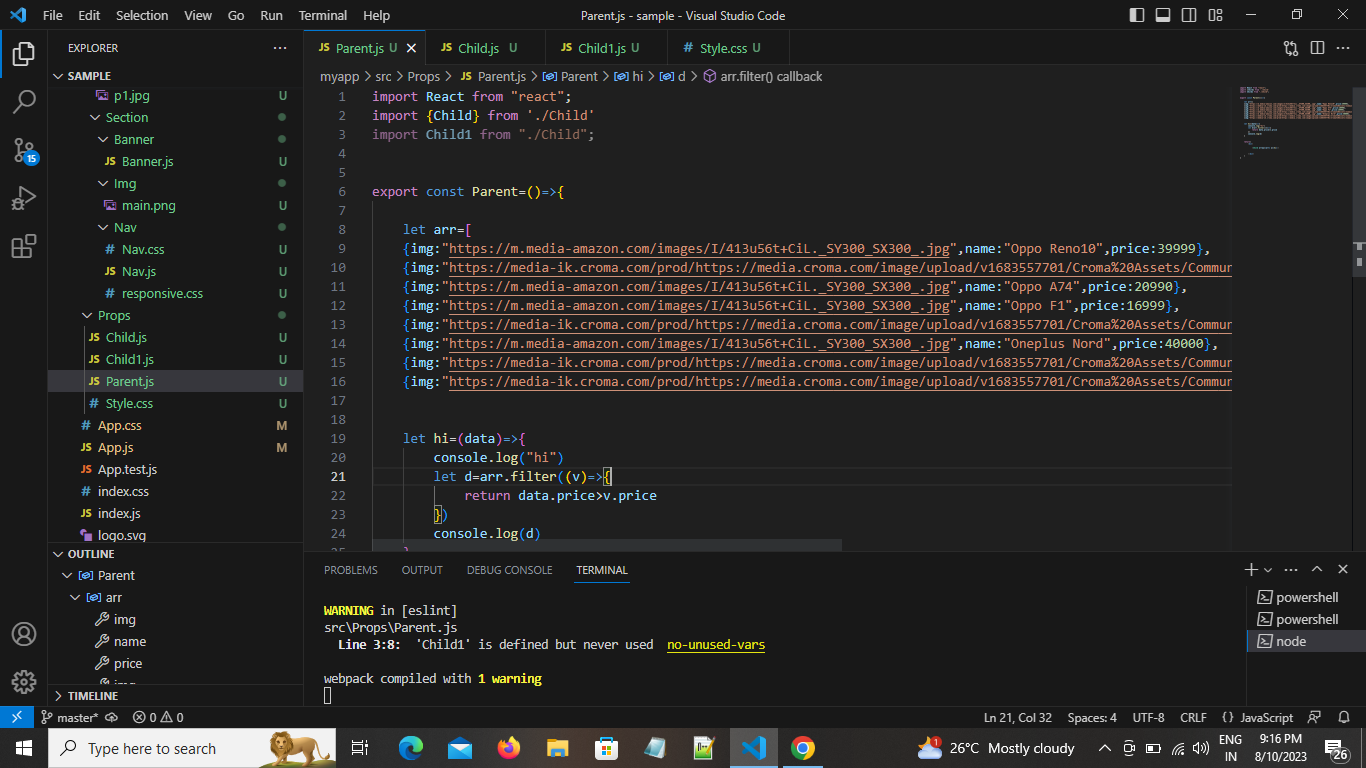 File Edit Selection View Go Run Terminal Help
Parent.js - sample - Visual Studio Code
EXPLORER
SAMPLE
p1.jpg U
Section
Banner
Banner.js U
Img
main.png U
Nav
Nav.css U
Nav.js U
responsive.css U
Props
Child.js U
Child1.js U
Parent.js U
Style.css U
App.css M
App.js M
App.test.js
index.css
index.js
logo.svg
OUTLINE
Parent
arr
img
name
price
TIMELINE
15
Parent.js U
Child.js U
Child1.js U
Style.css U
myapp > src > Props > Parent.js > Parent > hi > d > arr.filter() callback
1 import React from "react";
2 import {Child} from './Child'
3 import Child1 from "./Child";
4
5
6 export const Parent=()=>{
7
8 let arr=[
9 {img:"https://m.media-amazon.com/images/I/413u56t+CiL._SY300_SX300_.jpg",name:"Oppo Reno10",price:39999},
10 {img:"https://media-ik.croma.com/prod/https://media.croma.com/image/upload/v1683557701/Croma%20Assets/Commun
11 {img:"https://m.media-amazon.com/images/I/413u56t+CiL._SY300_SX300_.jpg",name:"Oppo A74",price:20990},
12 {img:"https://m.media-amazon.com/images/I/413u56t+CiL._SY300_SX300_.jpg",name:"Oppo F1",price:16999},
13 {img:"https://media-ik.croma.com/prod/https://media.croma.com/image/upload/v1683557701/Croma%20Assets/Commun
14 {img:"https://m.media-amazon.com/images/I/413u56t+CiL._SY300_SX300_.jpg",name:"Oneplus Nord",price:40000},
15 {img:"https://media-ik.croma.com/prod/https://media.croma.com/image/upload/v1683557701/Croma%20Assets/Commun
16 {img:"https://media-ik.croma.com/prod/https://media.croma.com/image/upload/v1683557701/Croma%20Assets/Commun
17
18
19 let hi=(data)=>{
20 console.log("hi")
21 let d=arr.filter((v)=>{
22 return data.price>v.price
23 })
24 console.log(d)
PROBLEMS OUTPUT DEBUG CONSOLE TERMINAL
WARNING in [eslint]
src\Props\Parent.js
Line 3:8: 'Child1' is defined but never used no-unused-vars
webpack compiled with 1 warning
powershell
powershell
node
master* 0 0
Ln 21, Col 32 Spaces: 4 UTF-8 CRLF {} JavaScript
Type here to search
26°C Mostly cloudy
ENG
IN
9:16 PM
8/10/2023
26